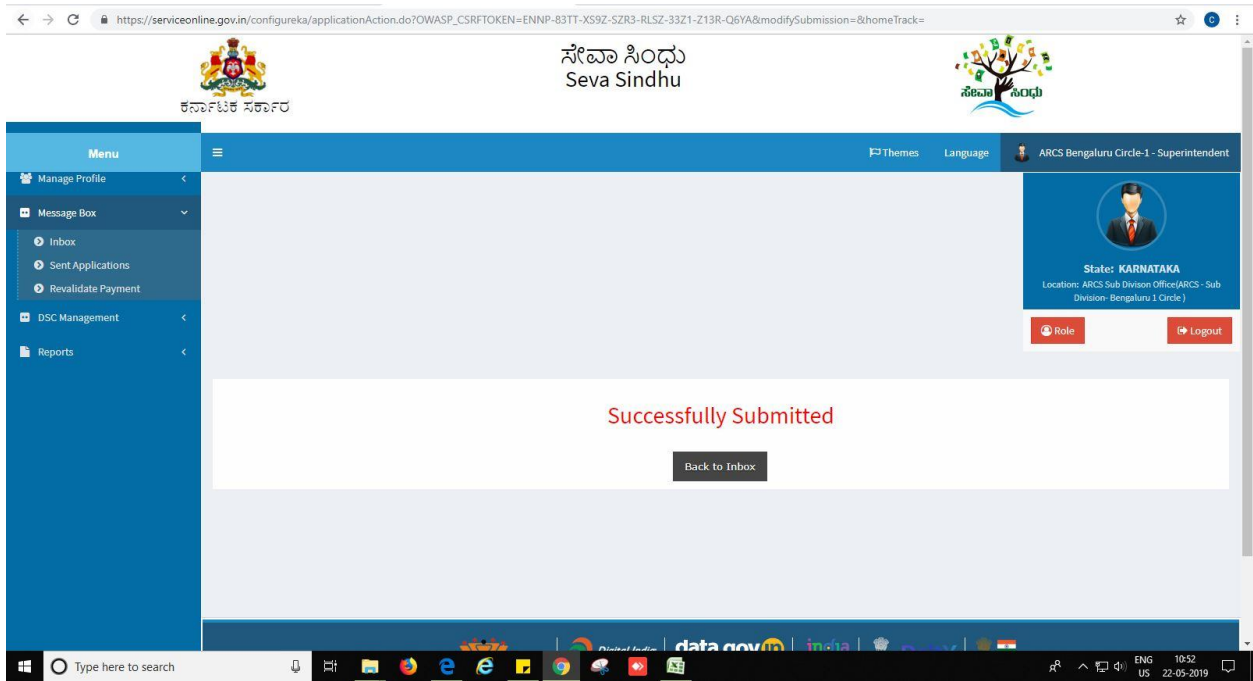 https://serviceonline.gov.in/configureka/applicationAction.do?OWASP_CSRFTOKEN=ENNP-83TT-XS9Z-SZR3-RLSZ-33Z1-Z13R-Q6YA&modifySubmission=&homeTrack=
C
ಕರ್ನಾಟಕ ಸರ್ಕಾರ
ಸೇವಾ ಸಿಂಧು
Seva Sindhu
ಸೇವಾ ಸಿಂಧು
Menu
Themes Language ARCS Bengaluru Circle-1 - Superintendent
Manage Profile
Message Box
Inbox
Sent Applications
Revalidate Payment
DSC Management
Reports
State: KARNATAKA
Location: ARCS Sub Divison Office(ARCS - Sub
Division- Bengaluru 1 Circle )
Role Logout
Successfully Submitted
Back to Inbox
Digital India data.gov.in india
Type here to search
ENG 10:52
US 22-05-2019